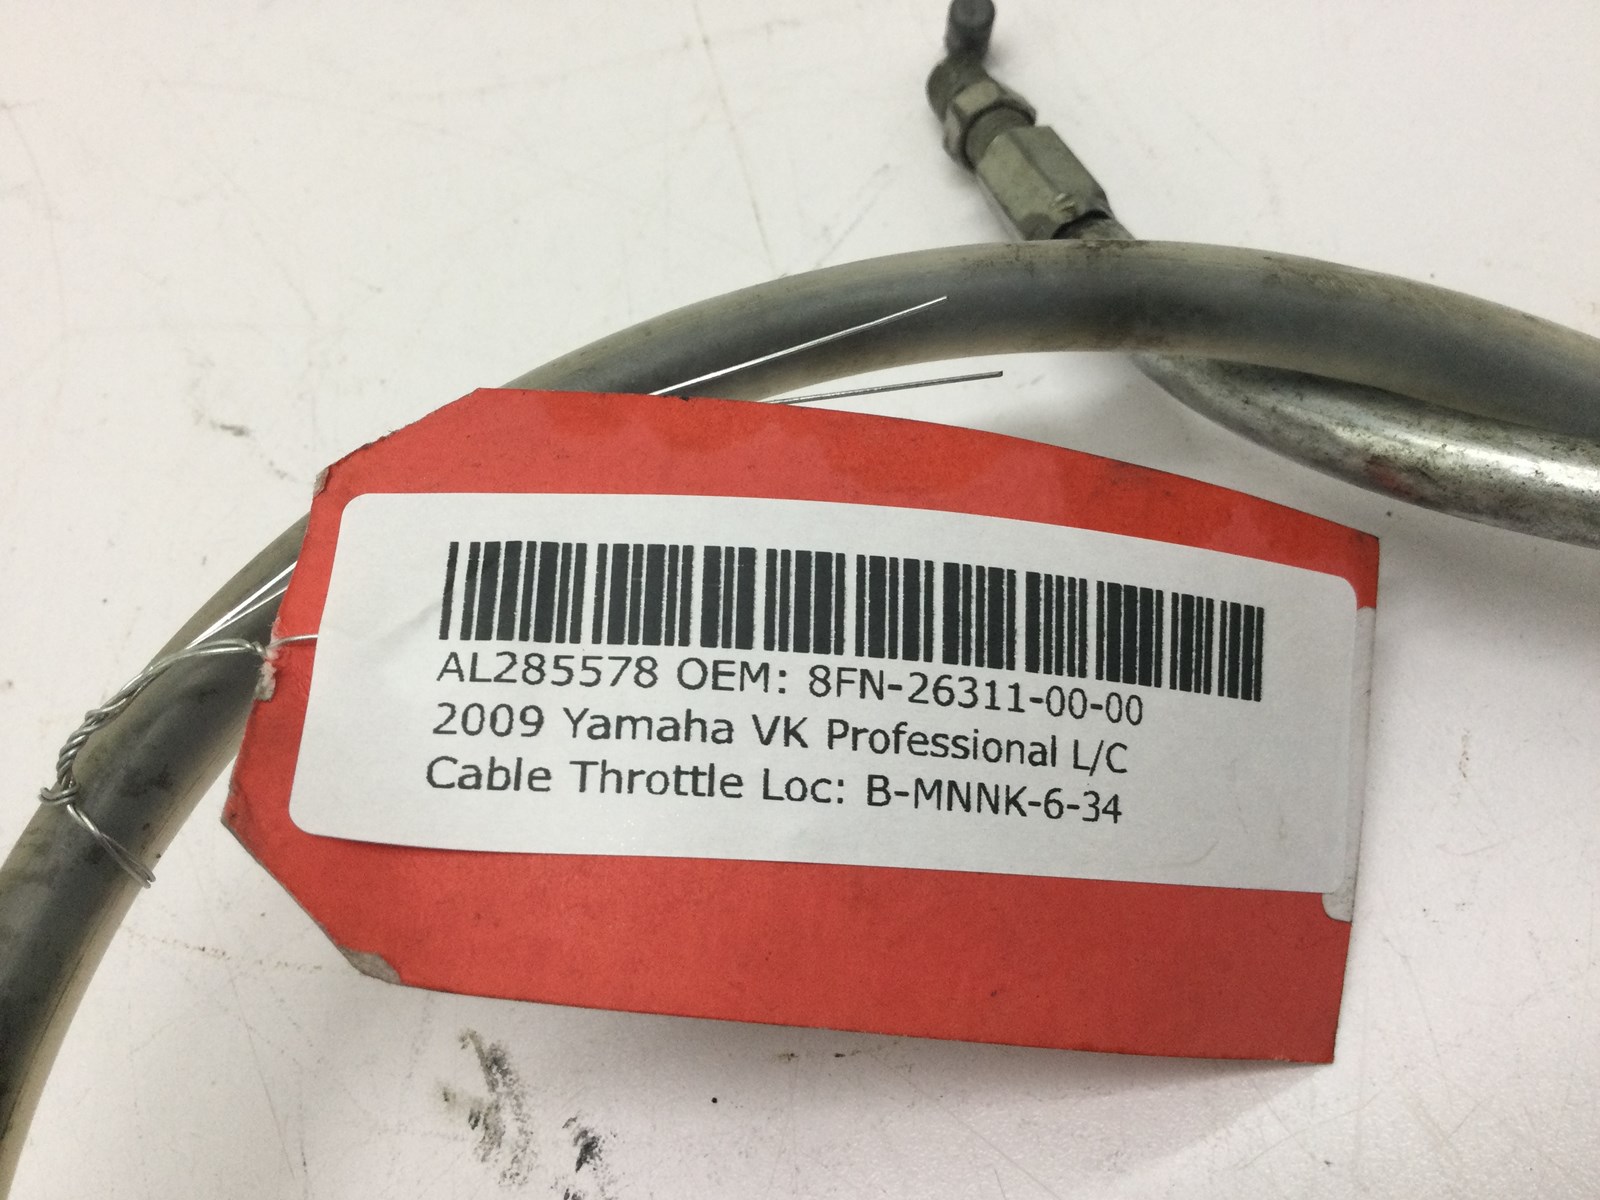 AL285578 OEM: 8FN-26311-00-00
2009 Yamaha VK Professional L/C
Cable Throttle Loc: B-MNNK-6-34